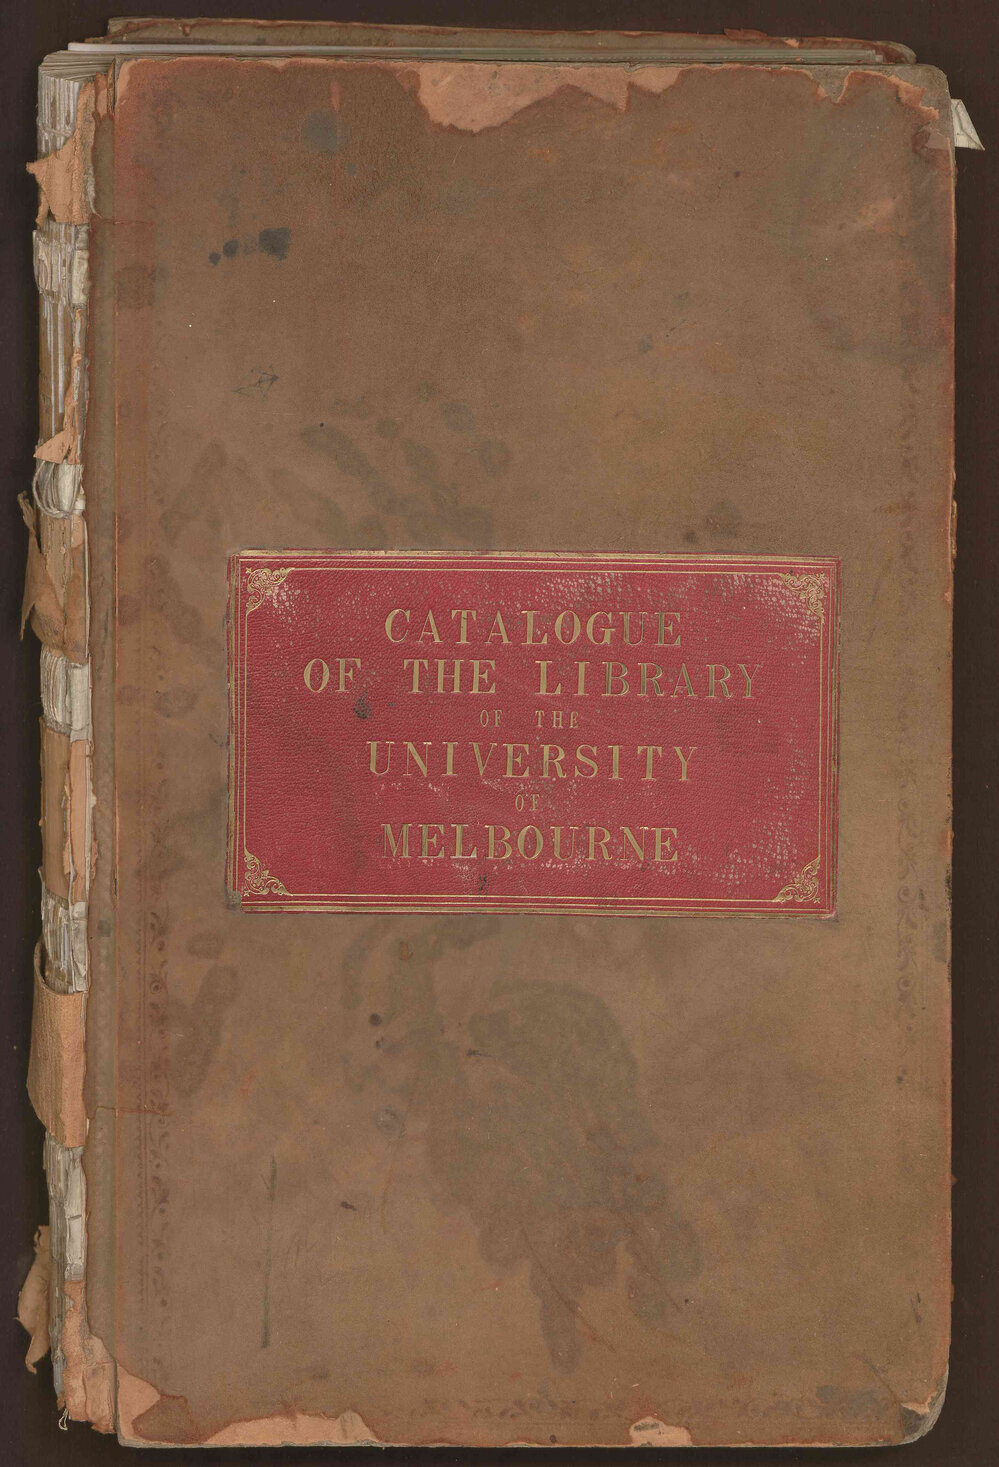 CATALOGUE
OF THE LIBRARY
OF THE
UNIVERSITY
OF
MELBOURNE